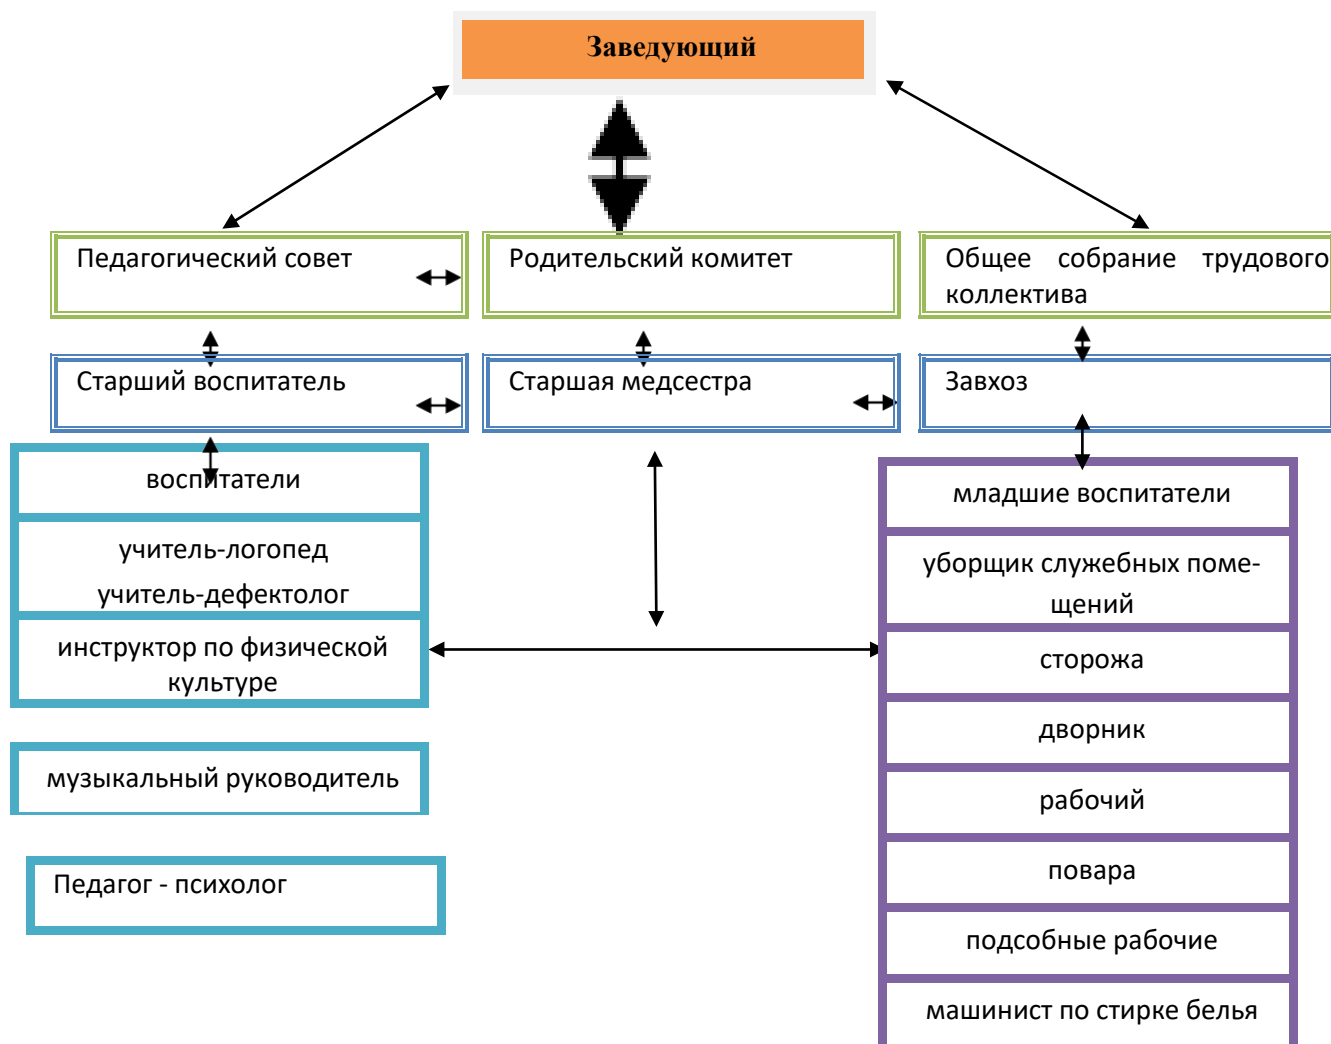 Заведующий
Педагогический совет
Родительский комитет
Общее собрание трудового
коллектива
Старший воспитатель
Старшая медсестра
Завхоз
воспитатели
учитель-логопед
учитель-дефектолог
инструктор по физической
культуре
музыкальный руководитель
Педагог - психолог
младшие воспитатели
уборщик служебных поме-
щений
сторожа
дворник
рабочий
повара
подсобные рабочие
машинист по стирке белья